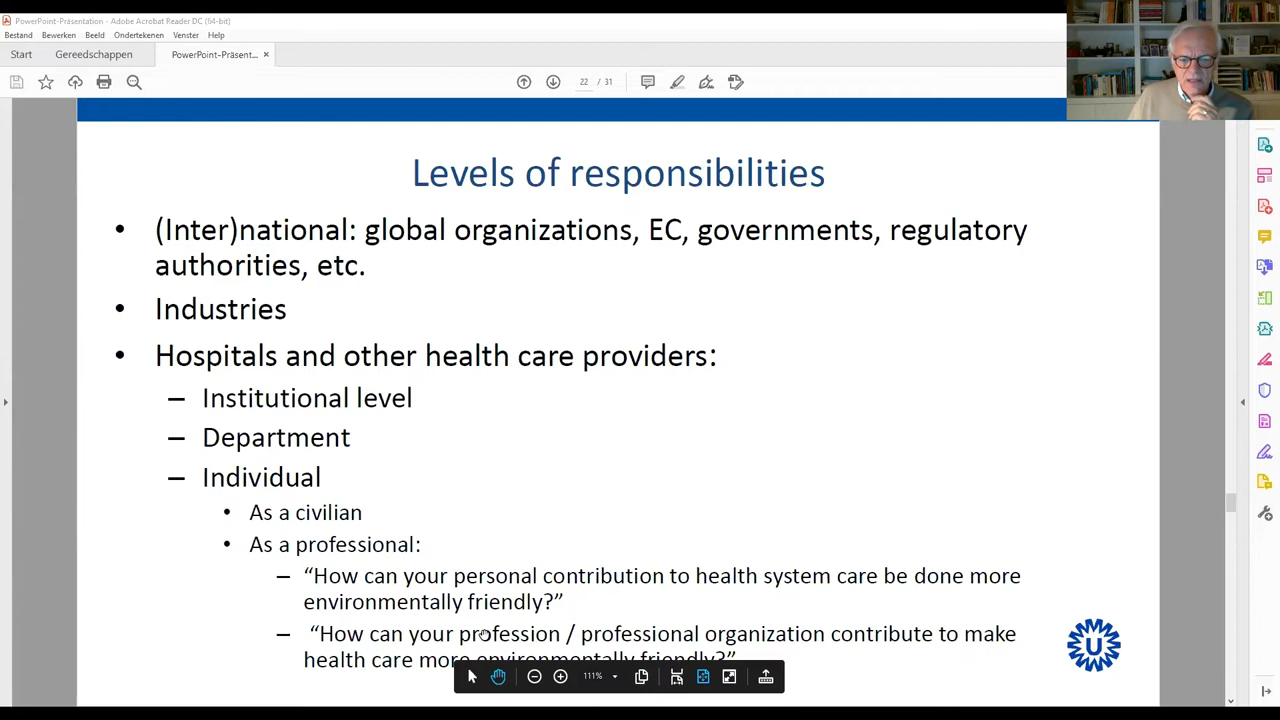 PowerPoint-Präsentation - Adobe Acrobat Reader DC (64-bit)
Bestand Bewerken Beeld Ondertekenen Venster Help
Start Gereedschappen PowerPoint-Präsent... ×
22 / 31
Levels of responsibilities
• (Inter)national: global organizations, EC, governments, regulatory
authorities, etc.
• Industries
• Hospitals and other health care providers:
– Institutional level
– Department
– Individual
• As a civilian
• As a professional:
– “How can your personal contribution to health system care be done more
environmentally friendly?”
– “How can your profession / professional organization contribute to make
health care more environmentally friendly?”
111%